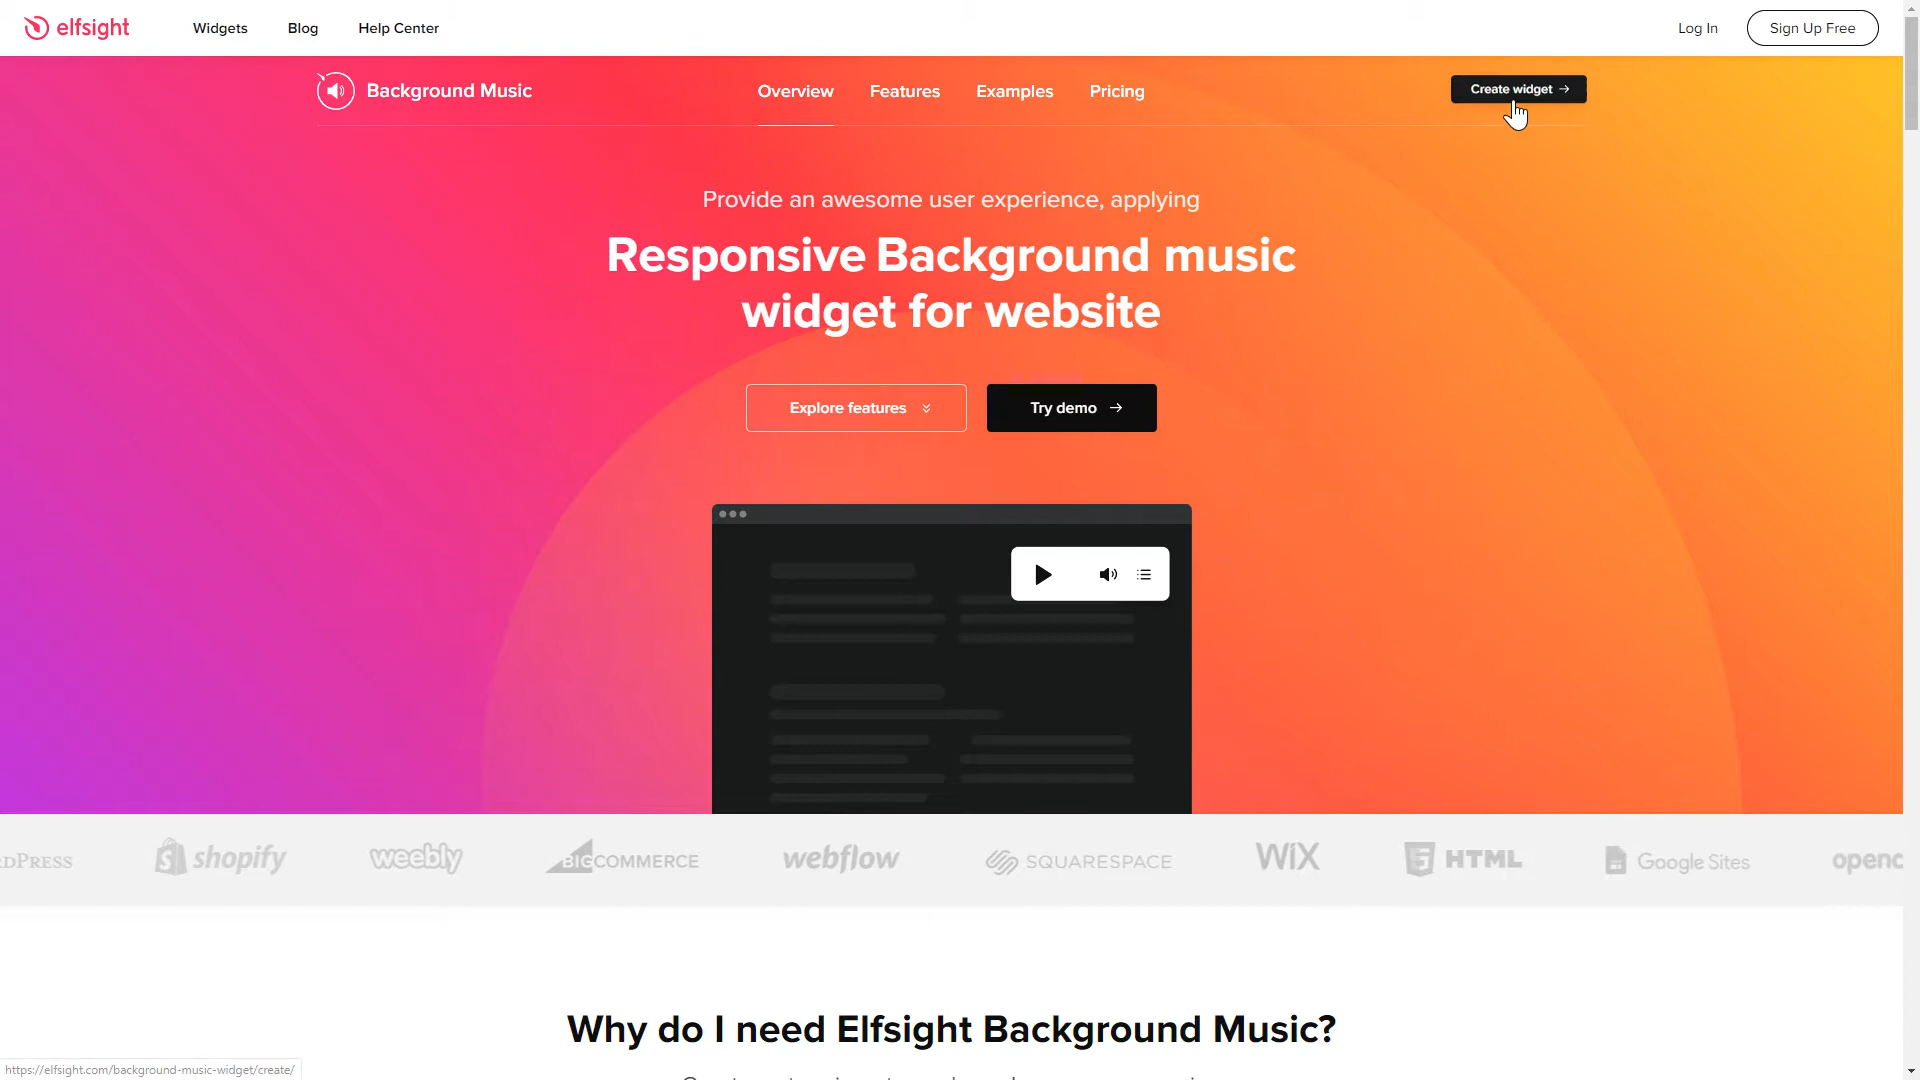 elfsight
Widgets
Blog
Help Center
Log In
Sign Up Free
Background Music
Overview
Features
Examples
Pricing
Create widget →
Provide an awesome user experience, applying
Responsive Background music
widget for website
Explore features
Try demo →
shopify
weebly
BIGCOMMERCE
webflow
SQUARESPACE
WiX
HTML
Google Sites
Why do I need Elfsight Background Music?
https://elfsight.com/background-music-widget/create/